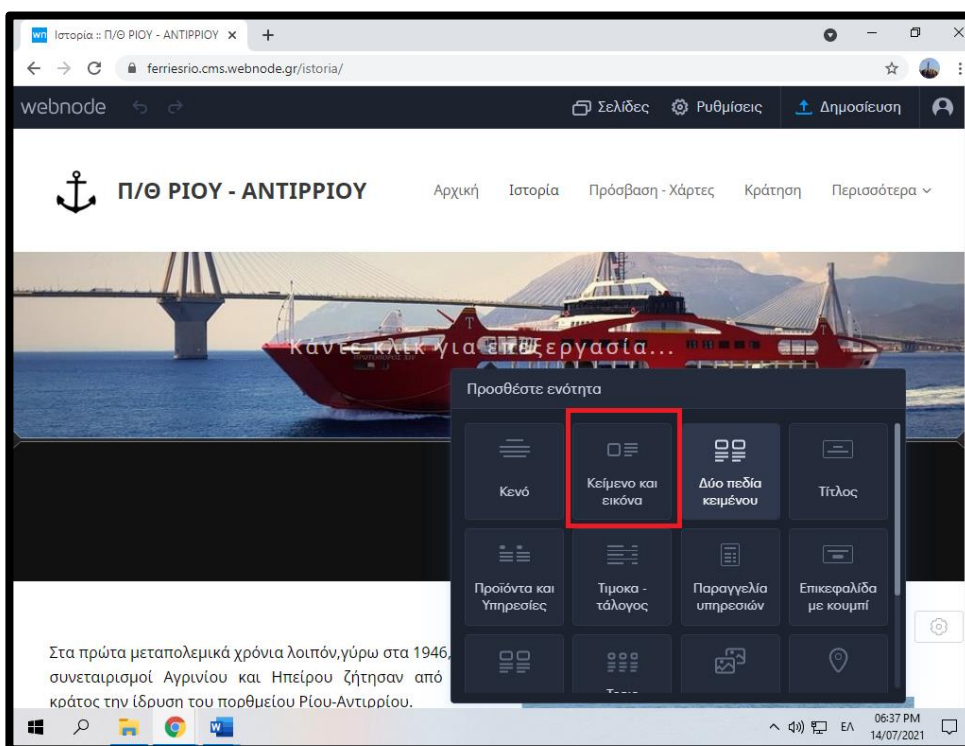 wn Ιστορία :: Π/Θ ΡΙΟΥ - ΑΝΤΙΡΡΙΟΥ
ferriesrio.cms.webnode.gr/istoria/
webnode Σελίδες Ρυθμίσεις Δημοσίευση
Π/Θ ΡΙΟΥ - ΑΝΤΙΡΡΙΟΥ Αρχική Ιστορία Πρόσβαση - Χάρτες Κράτηση Περισσότερα
Κάντε κλικ για επεξεργασία...
Προσθέστε ενότητα
Κενό
Κείμενο και
εικόνα
Δύο πεδία
κειμένου
Τίτλος
Προϊόντα και
Υπηρεσίες
Τιμοκα -
τάλογος
Παραγγελία
υπηρεσιών
Επικεφαλίδα
με κουμπί
Στα πρώτα μεταπολεμικά χρόνια λοιπόν,γύρω στα 1946,
συνεταιρισμοί Αγρινίου και Ηπείρου ζήτησαν από
κράτος την ίδρυση του πορθμείου Ρίου-Αντιρρίου.
ΕΛ 06:37 PM
14/07/2021